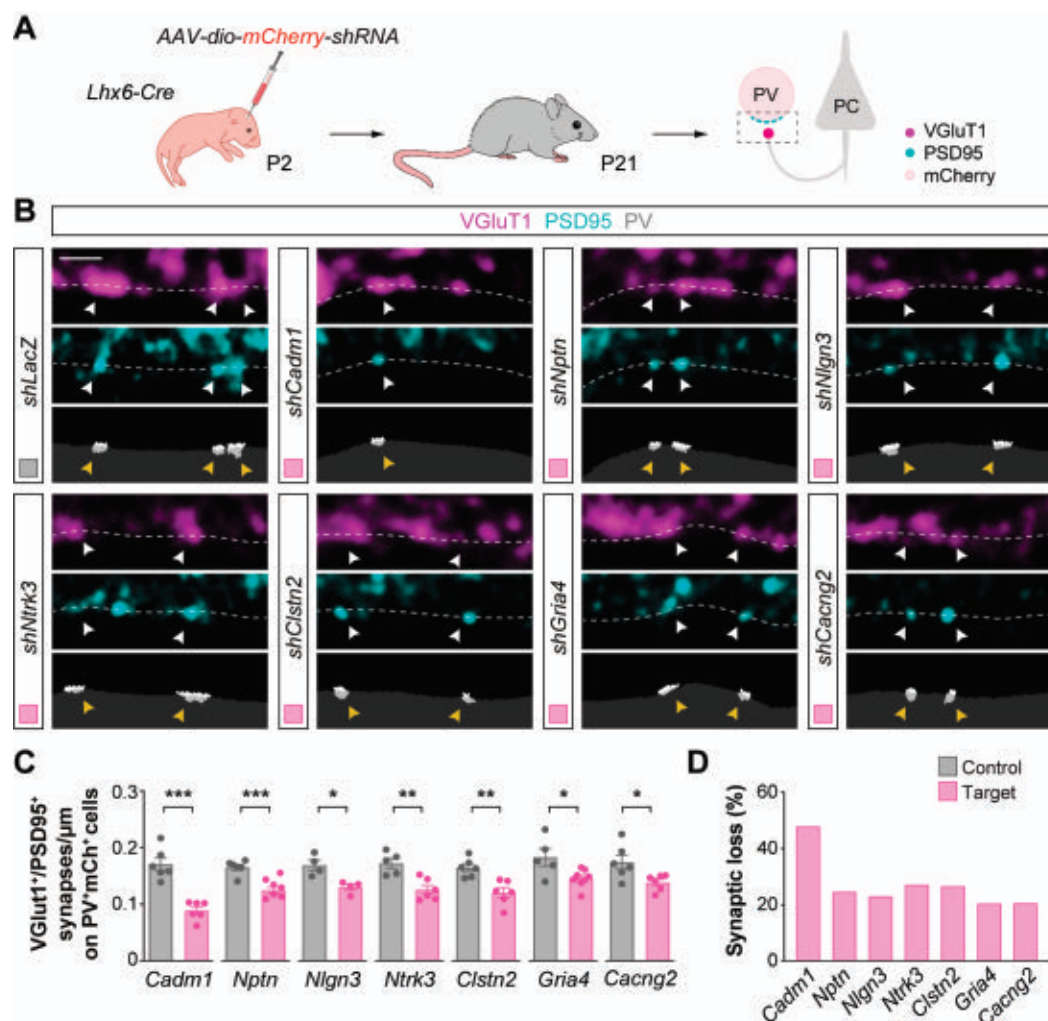 A
AAV-dio-mCherry-shRNA
Lhx6-Cre
P2
P21
PV
PC
VGluT1
PSD95
mCherry
B
VGluT1 PSD95 PV
shLacZ
shCadm1
shNptn
shNlgn3
shNtrk3
shClstn2
shGria4
shCacng2
C
VGlut1+/PSD95+
synapses/μm
on PV+mCh+ cells
0.3
0.2
0.1
0
*** *** * ** ** * *
Cadm1 Nptn Nlgn3 Ntrk3 Clstn2 Gria4 Cacng2
D
Control
Target
Synaptic loss (%)
60
40
20
0
Cadm1 Nptn Nlgn3 Ntrk3 Clstn2 Gria4 Cacng2